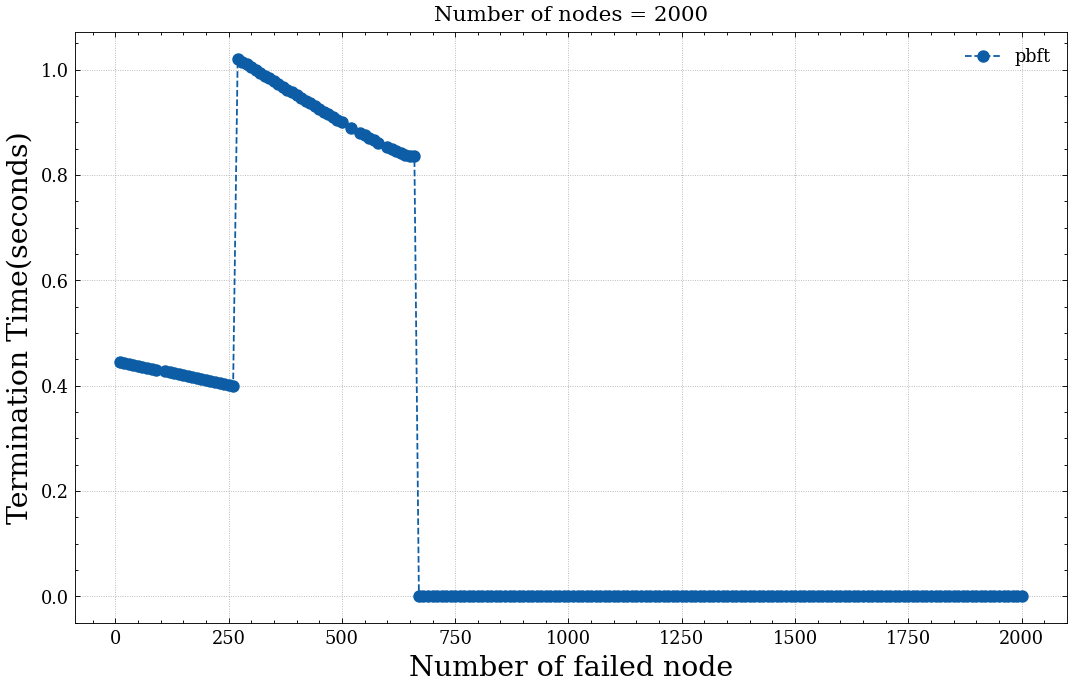 Number of nodes = 2000
pbft
Termination Time(seconds)
1.0
0.8
0.6
0.4
0.2
0.0
0 250 500 750 1000 1250 1500 1750 2000
Number of failed node